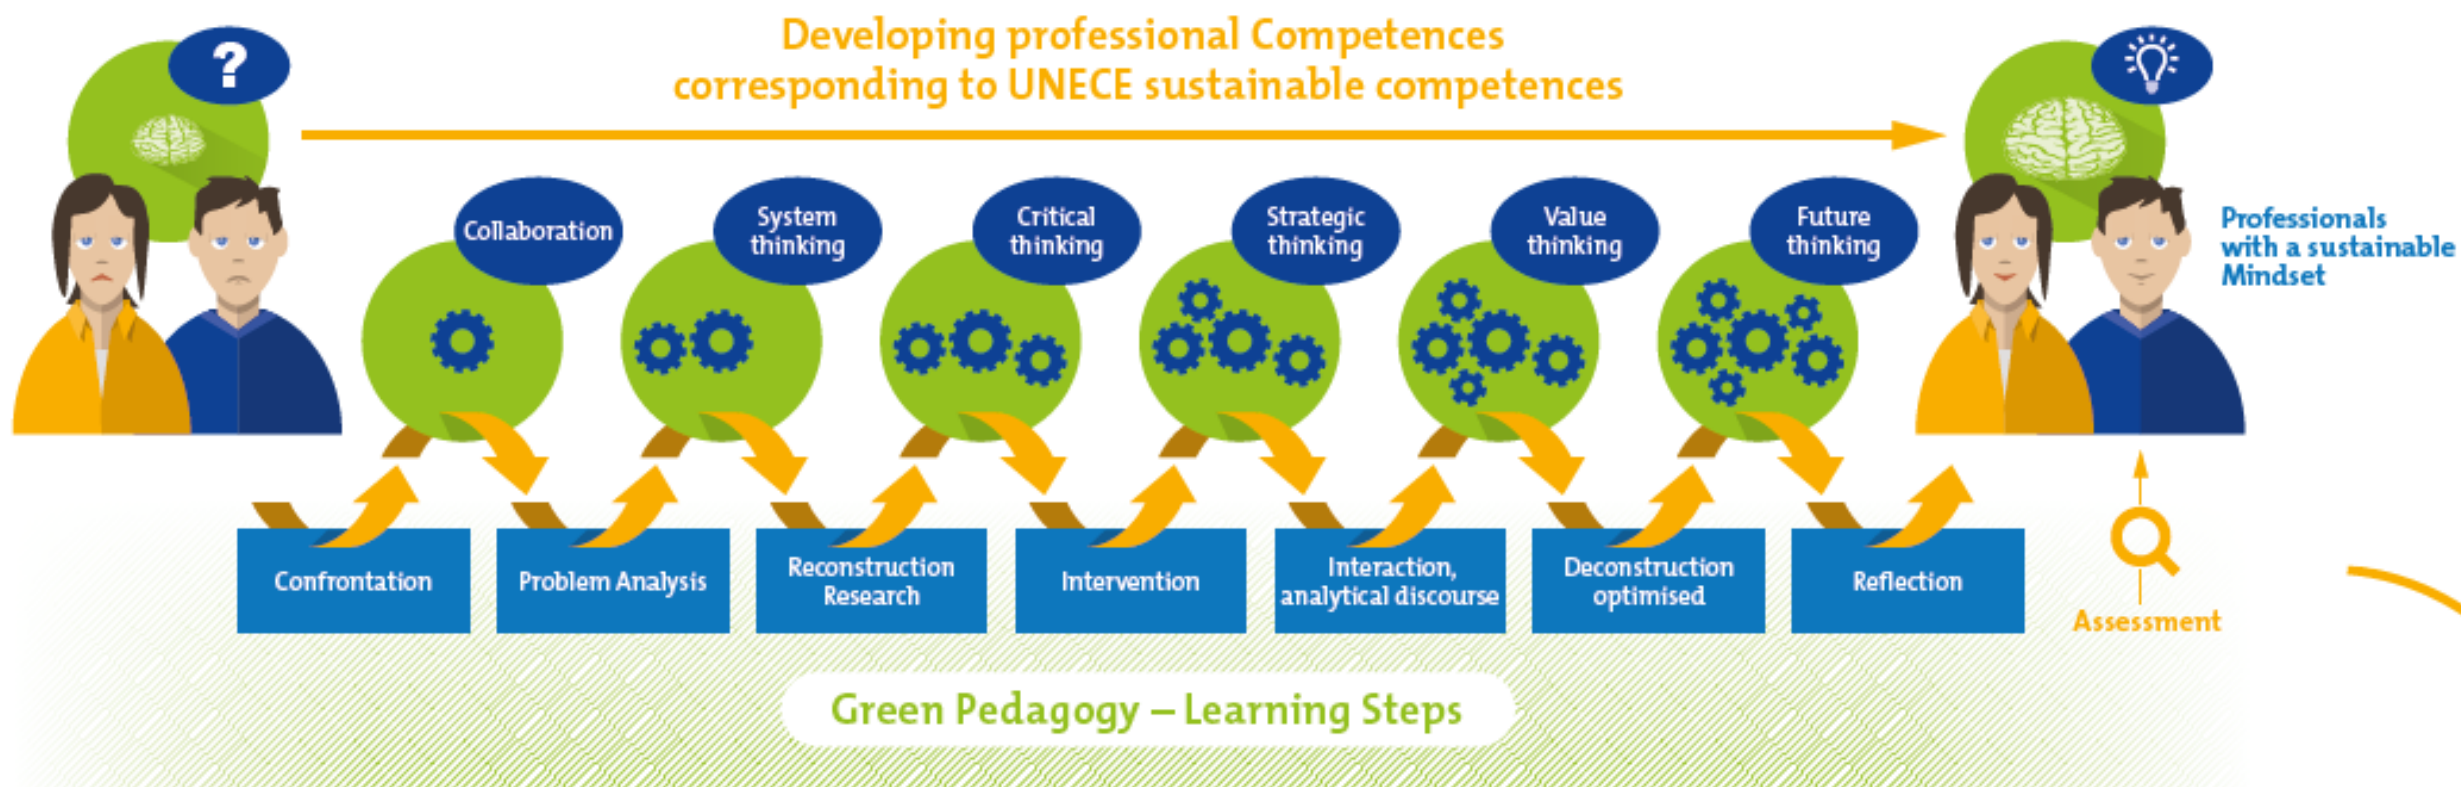 Developing professional Competences
corresponding to UNECE sustainable competences
?
Collaboration
System
thinking
Critical
thinking
Strategic
thinking
Value
thinking
Future
thinking
Professionals
with a sustainable
Mindset
Confrontation
Problem Analysis
Reconstruction
Research
Intervention
Interaction,
analytical discourse
Deconstruction
optimised
Reflection
Assessment
Green Pedagogy – Learning Steps